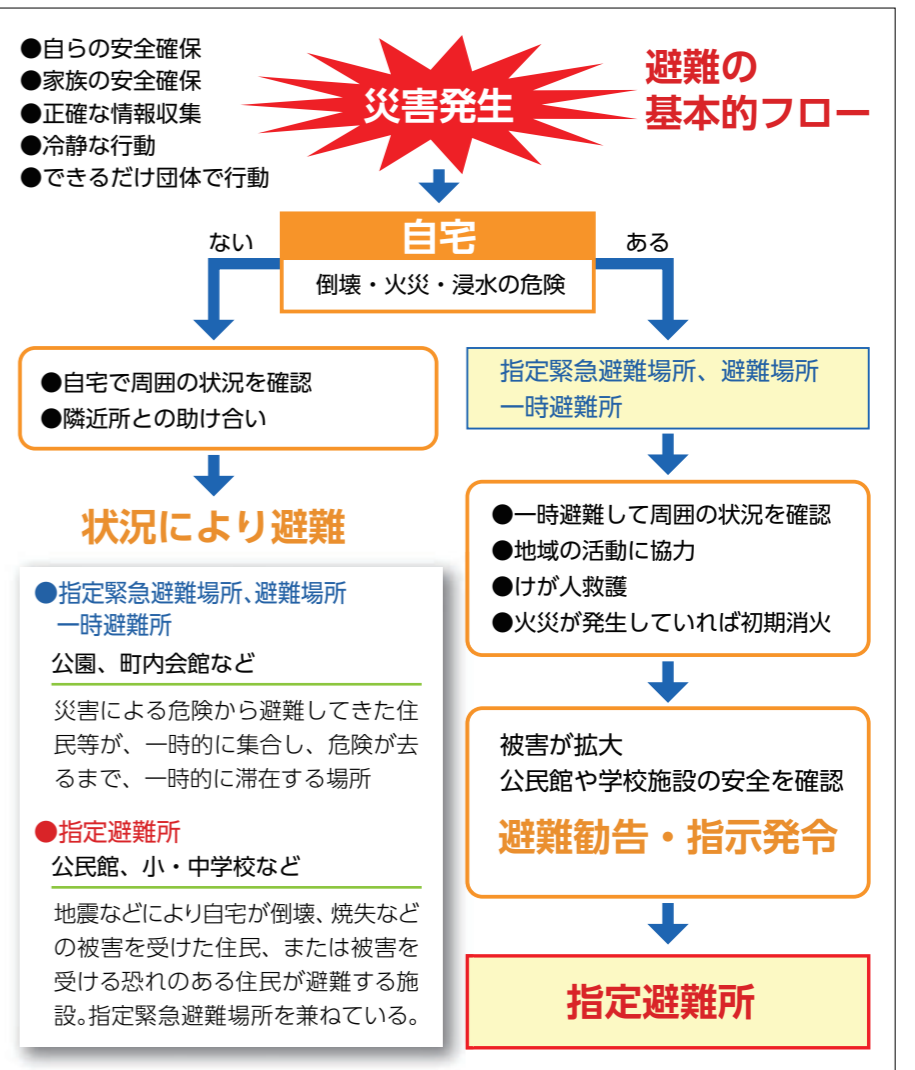 ●自らの安全確保
●家族の安全確保
●正確な情報収集
●冷静な行動
●できるだけ団体で行動
災害発生
避難の
基本的フロー
自宅
倒壊・火災・浸水の危険
ない
ある
●自宅で周囲の状況を確認
●隣近所との助け合い
状況により避難
●指定緊急避難場所、避難場所
一時避難所
公園、町内会館など
災害による危険から避難してきた住
民等が、一時的に集合し、危険が去
るまで、一時的に滞在する場所
●指定避難所
公民館、小・中学校など
地震などにより自宅が倒壊、焼失など
の被害を受けた住民、または被害を
受ける恐れのある住民が避難する施
設。指定緊急避難場所を兼ねている。
指定緊急避難場所、避難場所
一時避難所
●一時避難して周囲の状況を確認
●地域の活動に協力
●けが人救護
●火災が発生していれば初期消火
被害が拡大
公民館や学校施設の安全を確認
避難勧告・指示発令
指定避難所